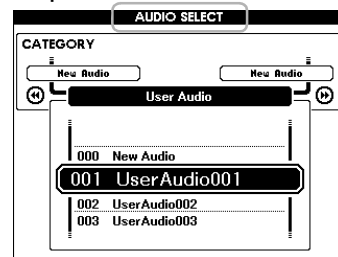 AUDIO SELECT
CATEGORY
New Audio New Audio
User Audio
000 New Audio
001 UserAudio001
002 UserAudio002
003 UserAudio003